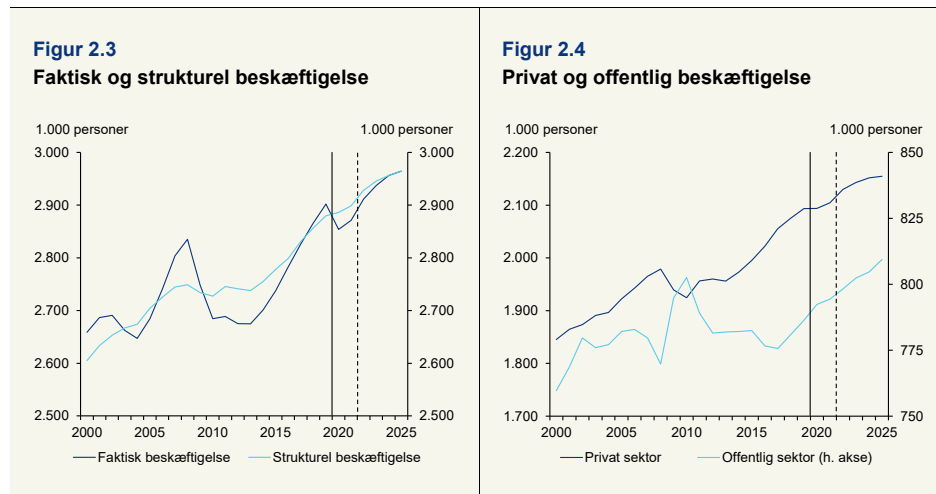 Figur 2.3
Faktisk og strukturel beskæftigelse
1.000 personer 1.000 personer
3.000 3.000
2.900 2.900
2.800 2.800
2.700 2.700
2.600 2.600
2.500 2.500
2000 2005 2010 2015 2020 2025
Faktisk beskæftigelse Strukturel beskæftigelse
Figur 2.4
Privat og offentlig beskæftigelse
1.000 personer 1.000 personer
2.200 850
2.100 825
2.000 800
1.900 775
1.800
1.700 750
2000 2005 2010 2015 2020 2025
Privat sektor Offentlig sektor (h. akse)